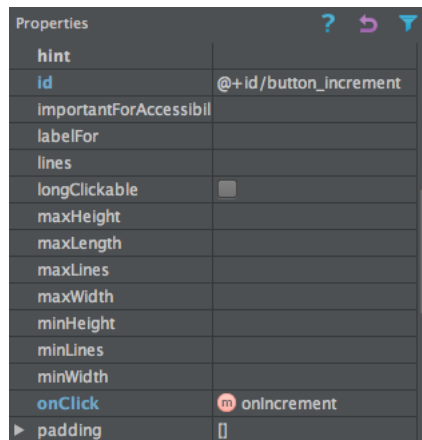 Properties ?
hint
id @+id/button_increment
importantForAccessibil
labelFor
lines
longClickable
maxHeight
maxLength
maxLines
maxWidth
minHeight
minLines
minWidth
onClick m onIncrement
padding []